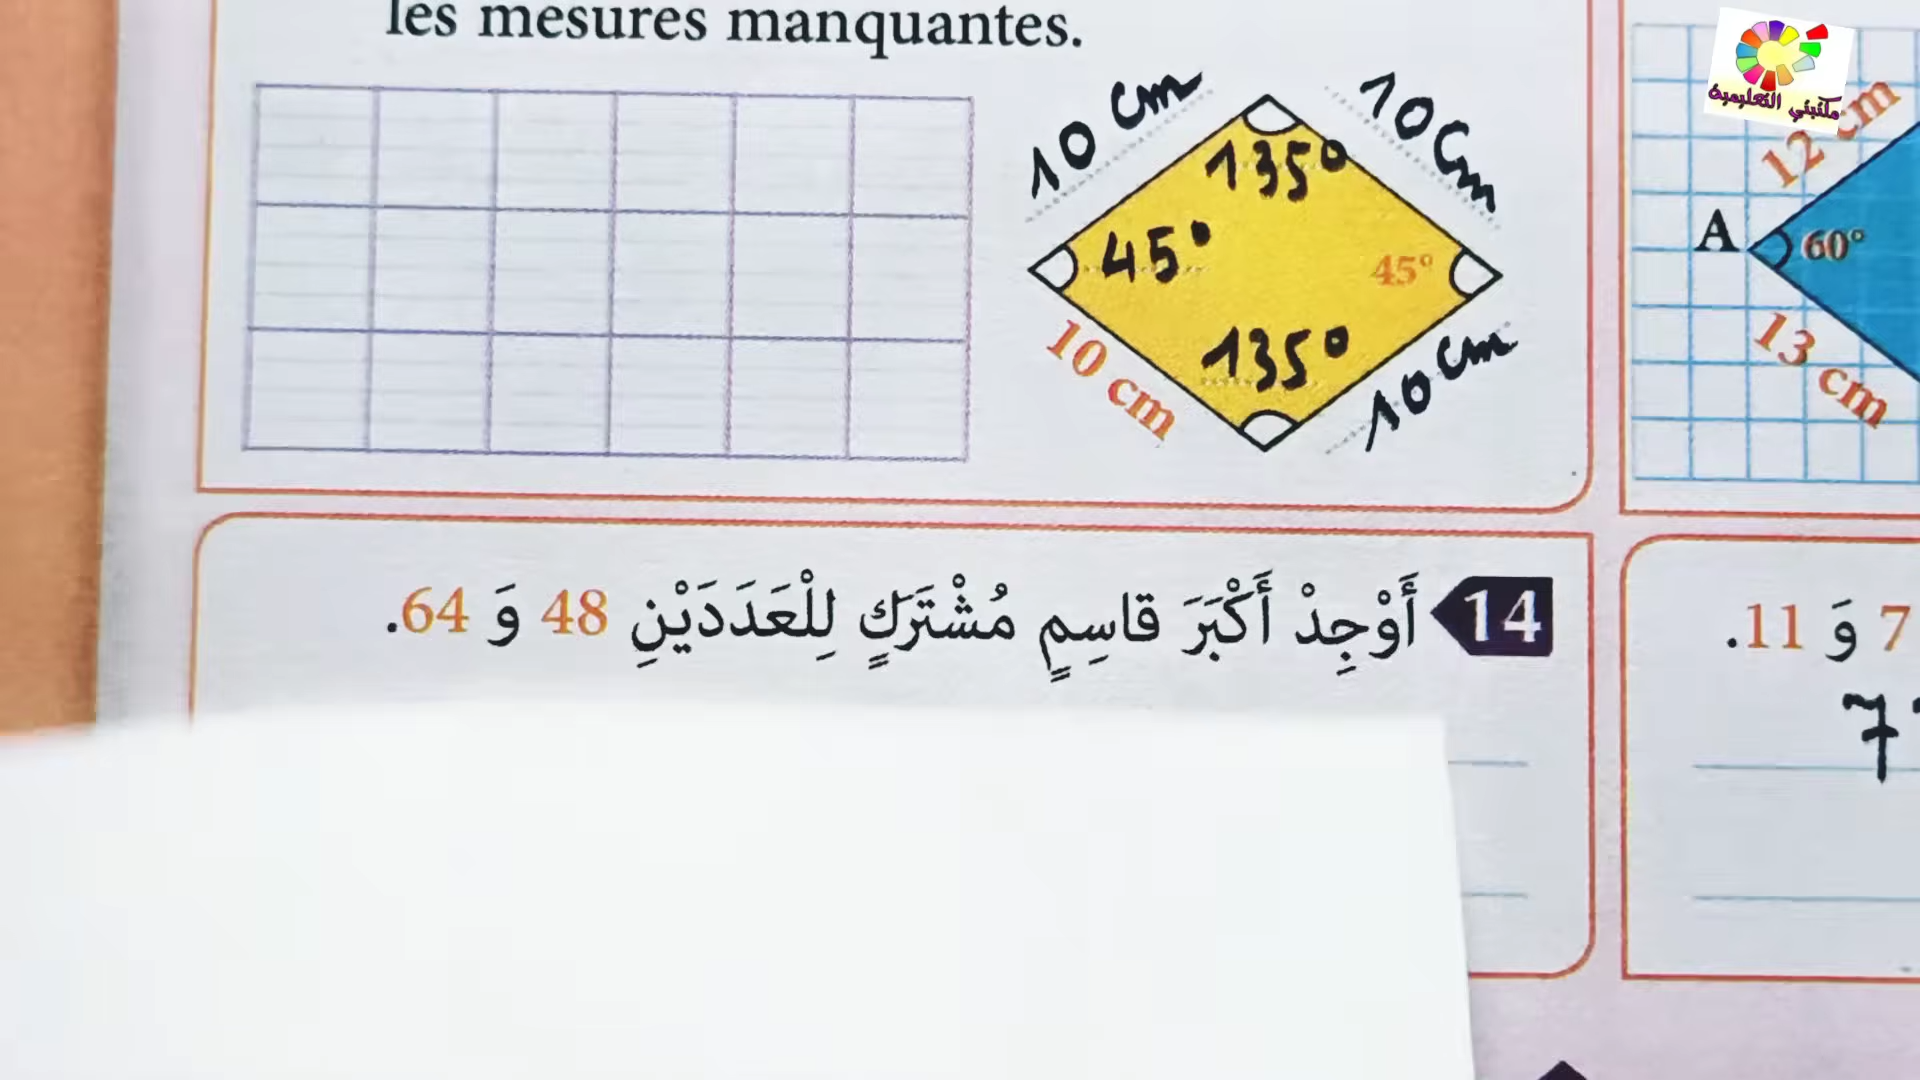 les mesures manquantes.
10 cm
10 cm
135°
45°
45°
135°
10 cm
10 cm
مكتبتي التعليمية
12 cm
A
60°
13 cm
14 أَوْجِدْ أَكْبَرَ قاسِمٍ مُشْتَرَكٍ لِلْعَدَدَيْنِ 48 وَ 64.
7 وَ 11.